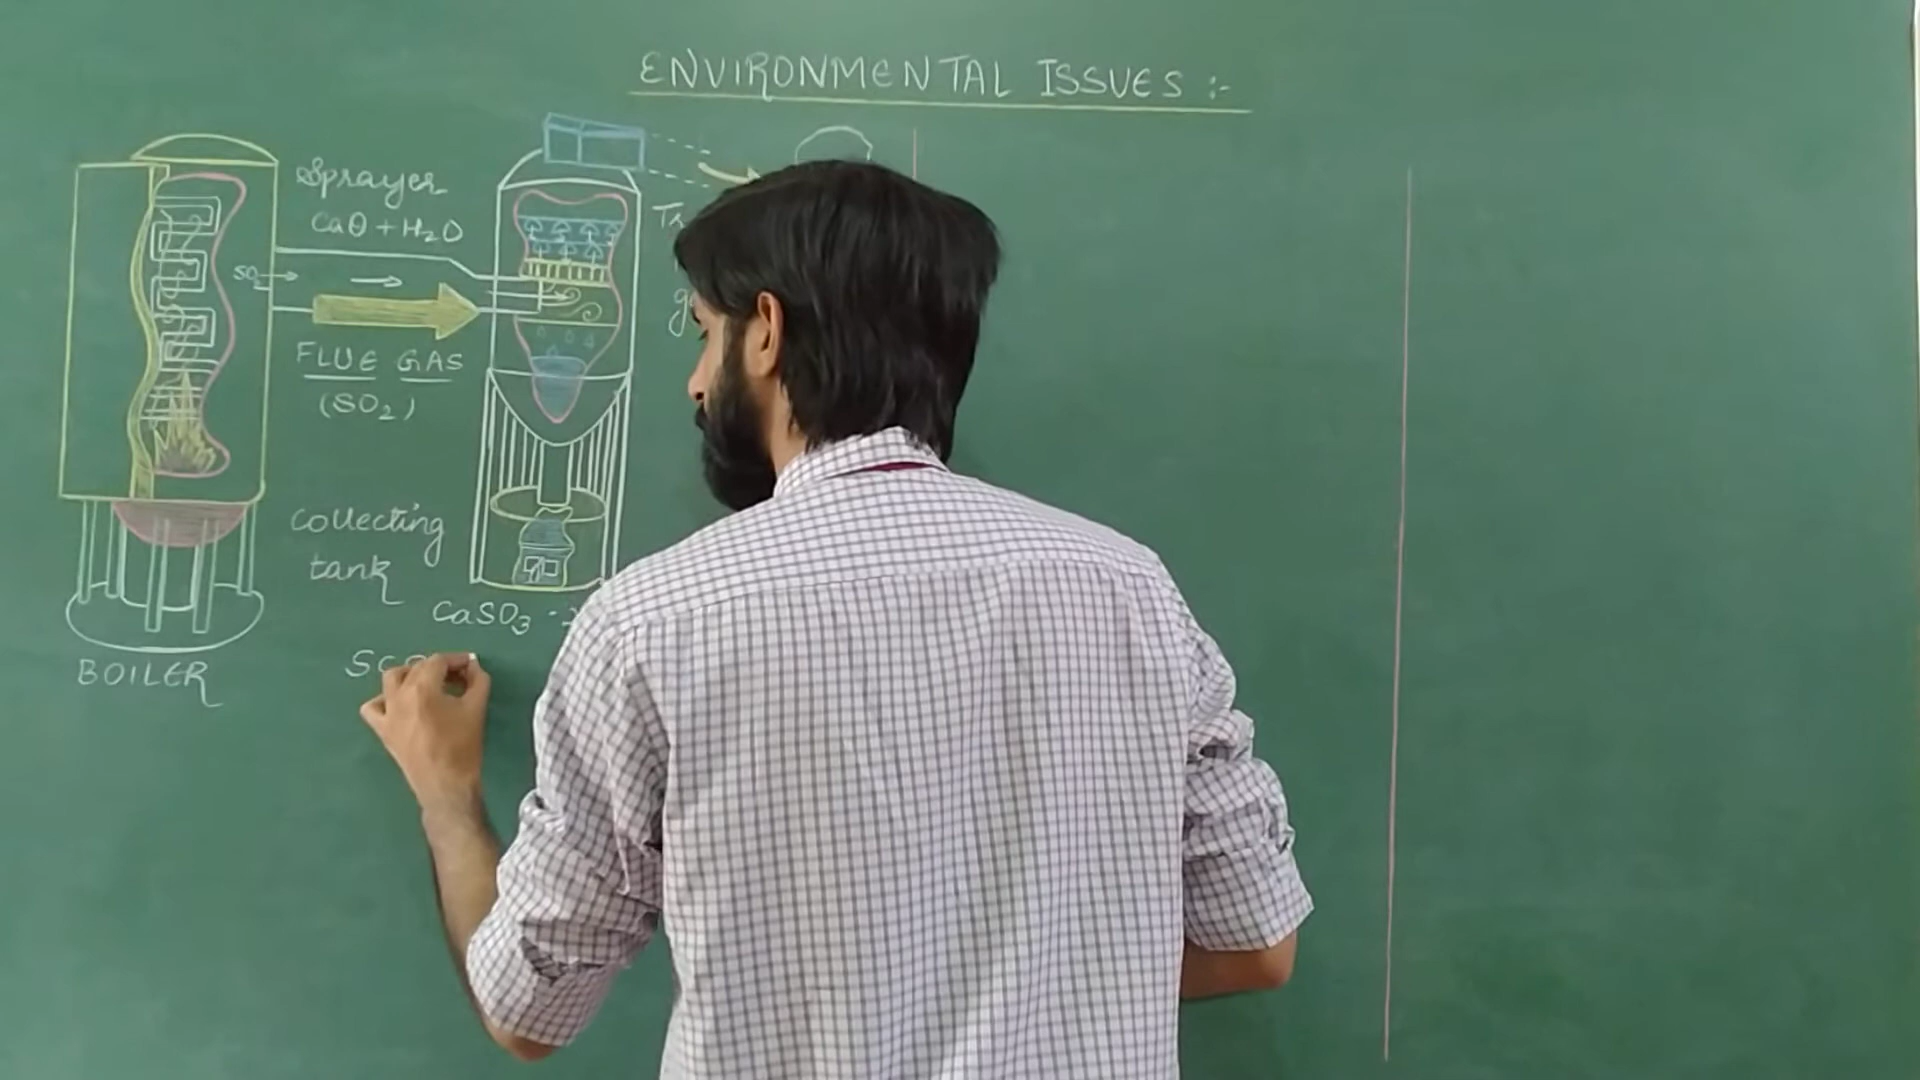 ENVIRONMENTAL ISSUES :-
Sprayer
CaO + H2O
SO2
FLUE GAS
(SO2)
Collecting
tank
CaSO3 ·
BOILER